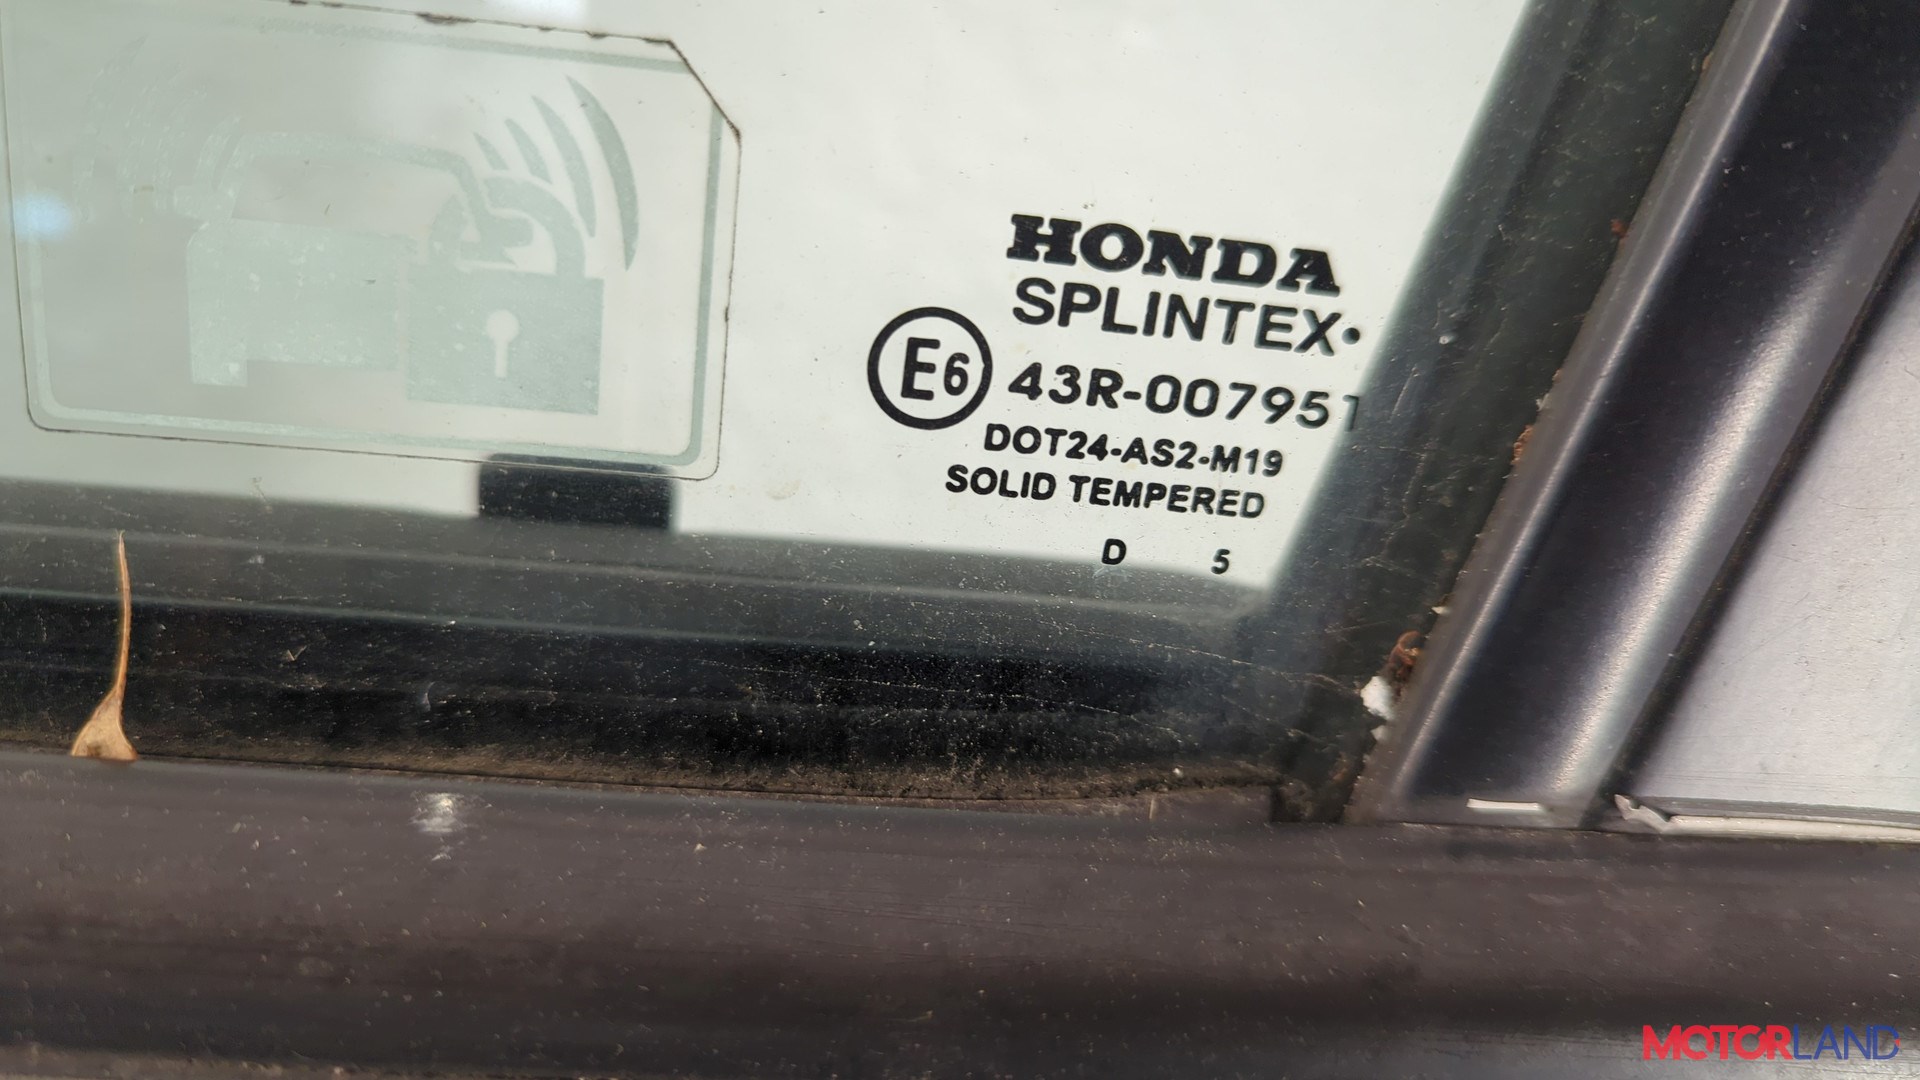 HONDA
SPLINTEX•
E6 43R-007951
DOT24-AS2-M19
SOLID TEMPERED
D 5
MOTORLAND